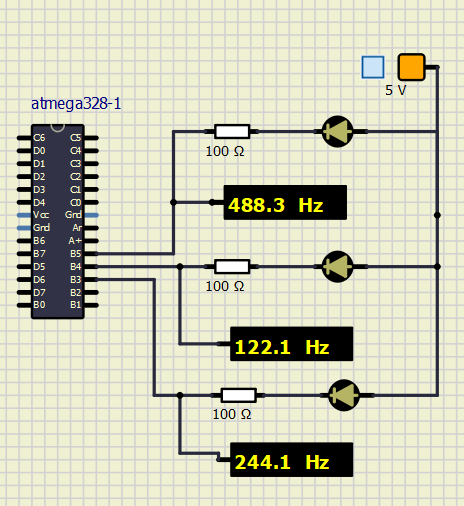 5 V
atmega328-1
C6 C5
D0 C4
D1 C3
D2 C2
D3 C1
D4 C0
Vcc Gnd
Gnd Ar
B6 A+
B7 B5
D5 B4
D6 B3
D7 B2
B0 B1
100 Ω
488.3 Hz
100 Ω
122.1 Hz
100 Ω
244.1 Hz